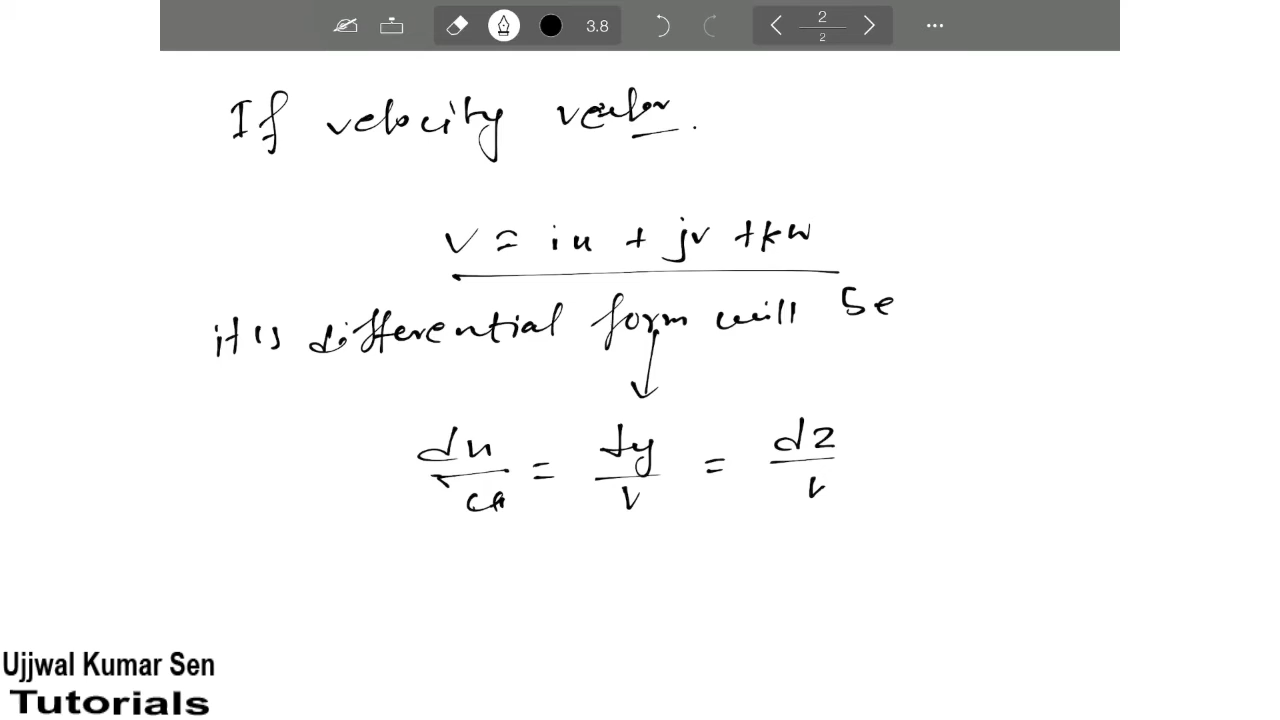 3.8
2
2
If velocity vector.
v = iu + jv + kw
it is differential form will be
dx/u = dy/v = dz/v
Ujjwal Kumar Sen
Tutorials